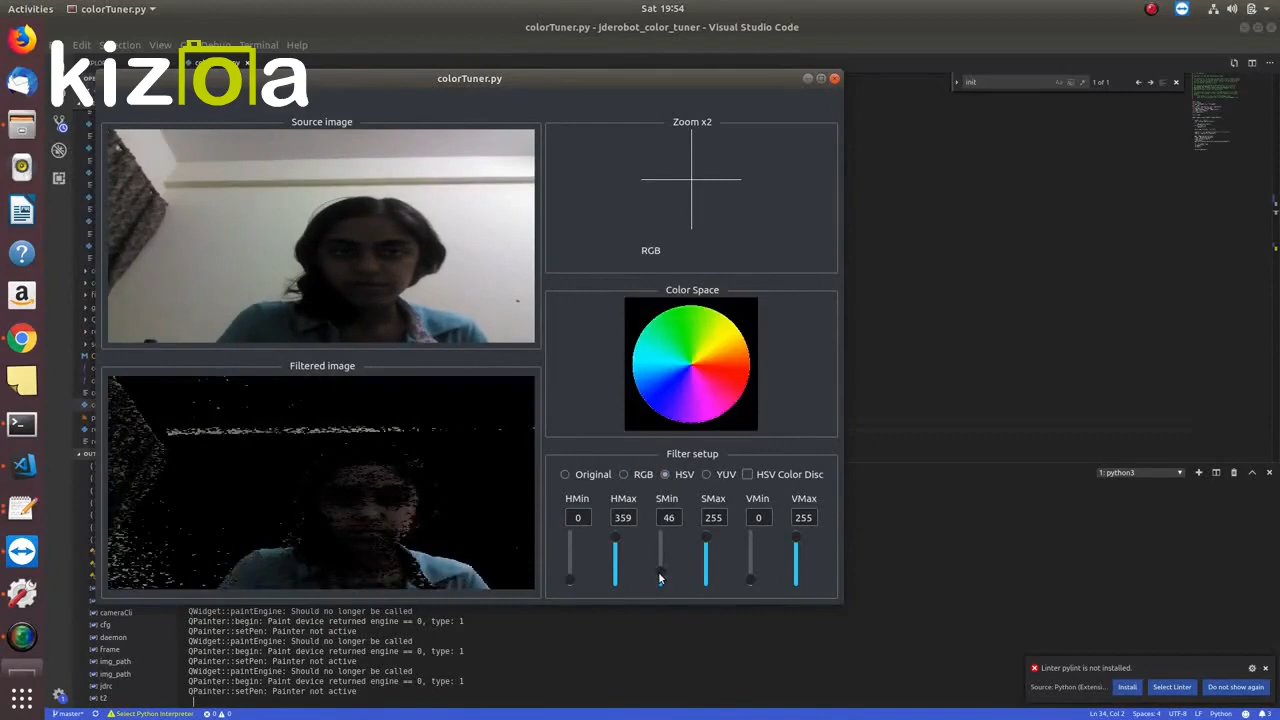 Activities
colorTuner.py
Sat 19:54
colorTuner.py - jderobot_color_tuner - Visual Studio Code
Edit Selection View Debug Terminal Help
kizoa
colorTuner.py
init
1 of 1
Source image
Zoom x2
RGB
Color Space
Filtered image
Filter setup
Original RGB HSV YUV HSV Color Disc
HMin HMax SMin SMax VMin VMax
0 359 46 255 0 255
1: python3
cameraCli
cfg
daemon
frame
img_path
img_path
jdrc
t2
QWidget::paintEngine: Should no longer be called
QPainter::begin: Paint device returned engine == 0, type: 1
QPainter::setPen: Painter not active
QWidget::paintEngine: Should no longer be called
QPainter::begin: Paint device returned engine == 0, type: 1
QPainter::setPen: Painter not active
QWidget::paintEngine: Should no longer be called
QPainter::begin: Paint device returned engine == 0, type: 1
QPainter::setPen: Painter not active
Linter pylint is not installed.
Source: Python (Extensi...
Install
Select Linter
Do not show again
master*
Select Python Interpreter
0 0
Ln 34, Col 2
Spaces: 4
UTF-8
LF
Python
3